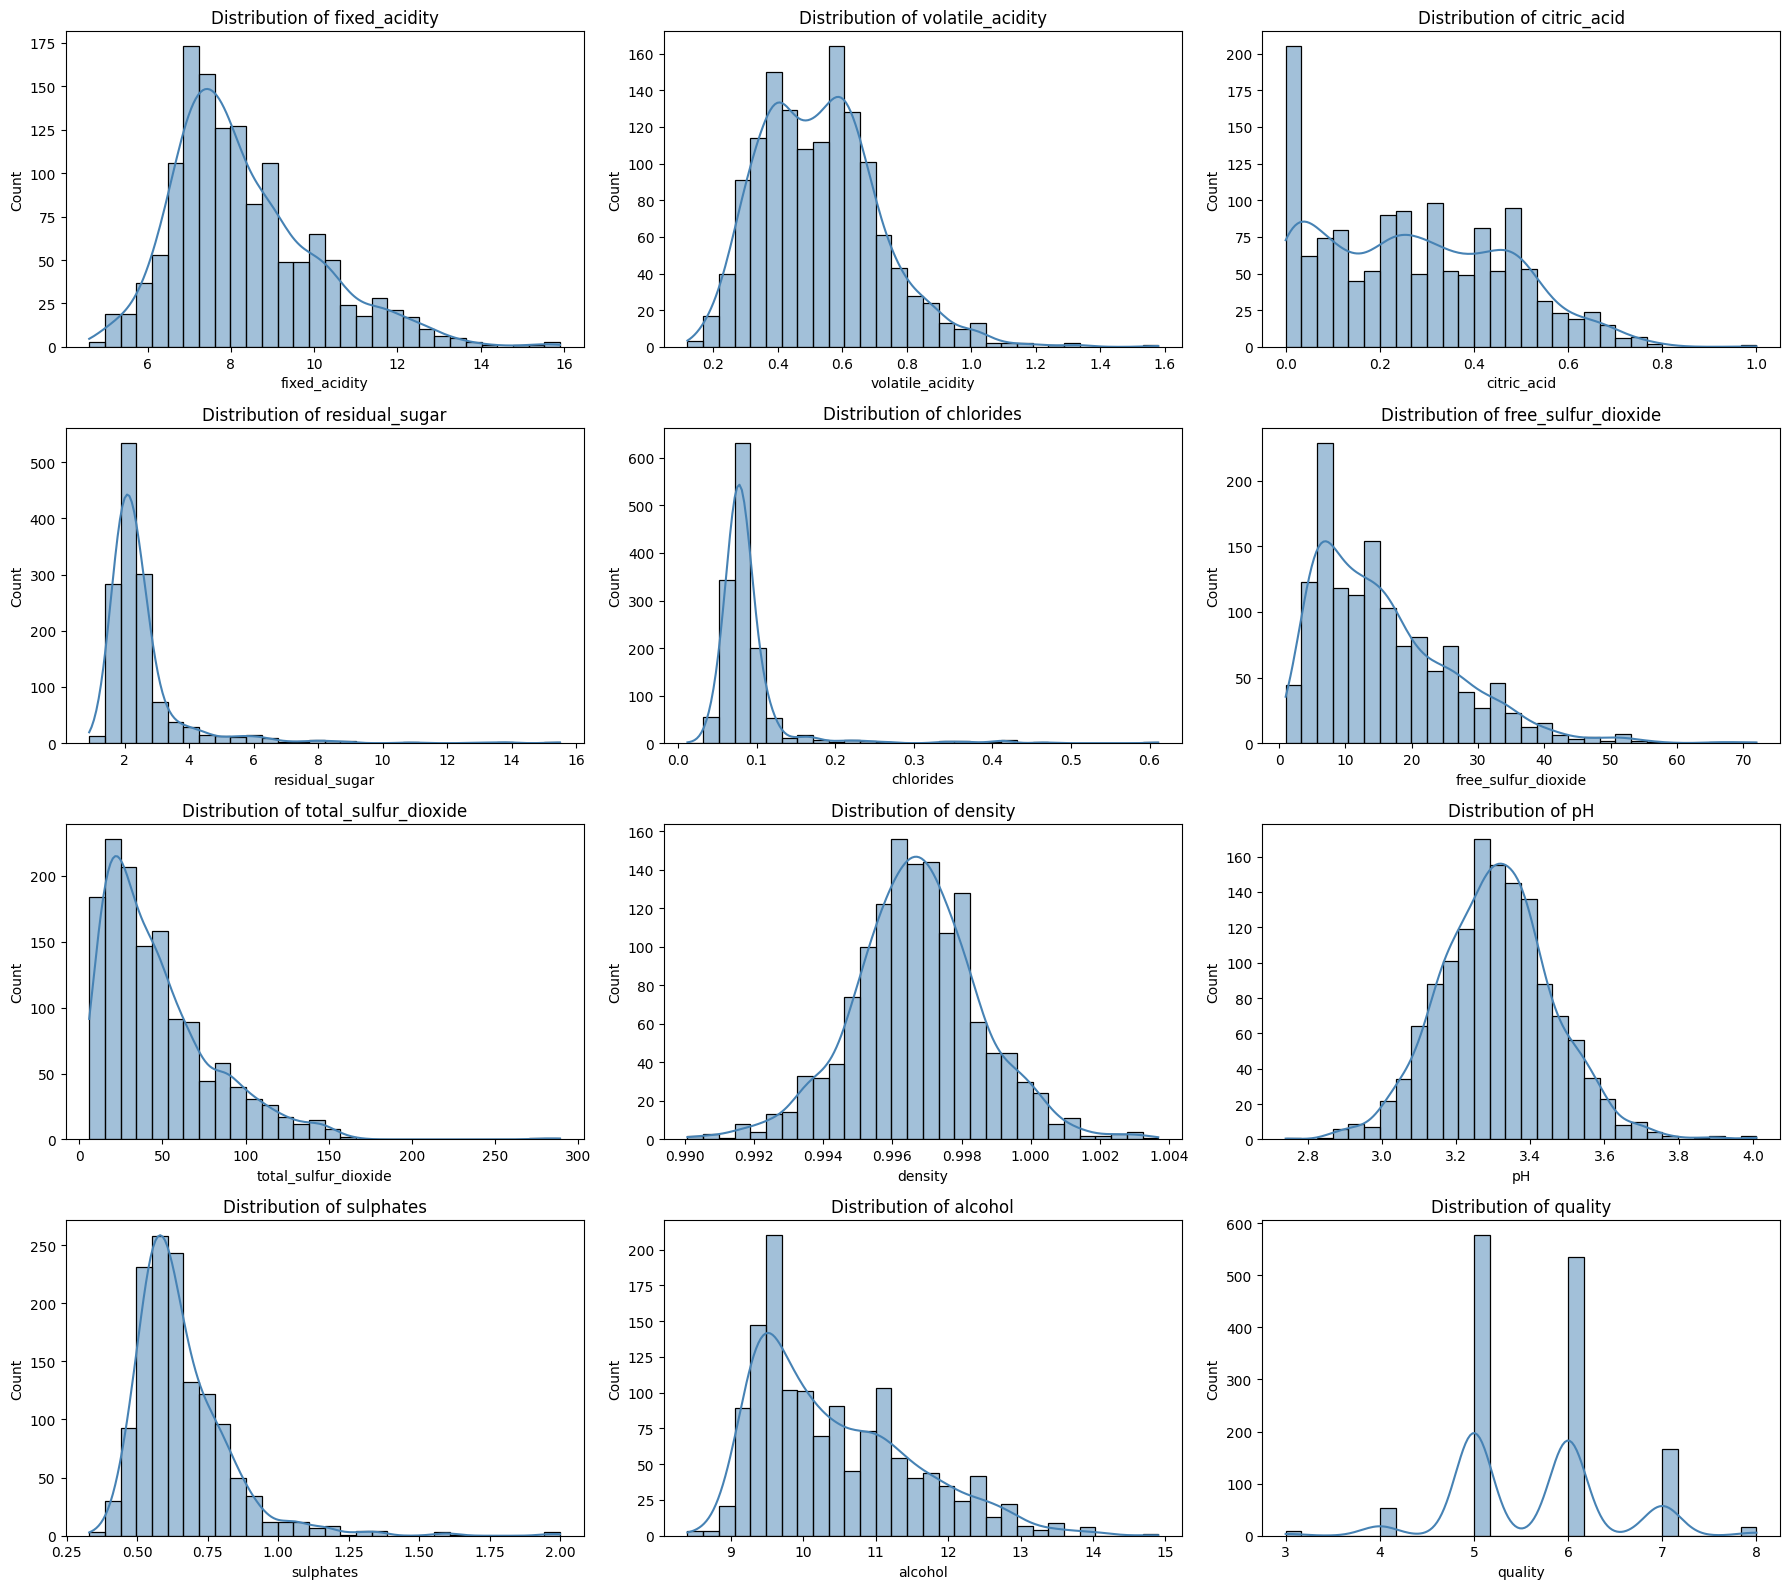 Distribution of fixed_acidity
175
150
125
100
75
50
25
0
Count
6 8 10 12 14 16
fixed_acidity
Distribution of volatile_acidity
160
140
120
100
80
60
40
20
0
Count
0.2 0.4 0.6 0.8 1.0 1.2 1.4 1.6
volatile_acidity
Distribution of citric_acid
200
175
150
125
100
75
50
25
0
Count
0.0 0.2 0.4 0.6 0.8 1.0
citric_acid
Distribution of residual_sugar
500
400
300
200
100
0
Count
2 4 6 8 10 12 14 16
residual_sugar
Distribution of chlorides
600
500
400
300
200
100
0
Count
0.0 0.1 0.2 0.3 0.4 0.5 0.6
chlorides
Distribution of free_sulfur_dioxide
200
150
100
50
0
Count
0 10 20 30 40 50 60 70
free_sulfur_dioxide
Distribution of total_sulfur_dioxide
200
150
100
50
0
Count
0 50 100 150 200 250 300
total_sulfur_dioxide
Distribution of density
160
140
120
100
80
60
40
20
0
Count
0.990 0.992 0.994 0.996 0.998 1.000 1.002 1.004
density
Distribution of pH
160
140
120
100
80
60
40
20
0
Count
2.8 3.0 3.2 3.4 3.6 3.8 4.0
pH
Distribution of sulphates
250
200
150
100
50
0
Count
0.25 0.50 0.75 1.00 1.25 1.50 1.75 2.00
sulphates
Distribution of alcohol
200
175
150
125
100
75
50
25
0
Count
9 10 11 12 13 14 15
alcohol
Distribution of quality
600
500
400
300
200
100
0
Count
3 4 5 6 7 8
quality